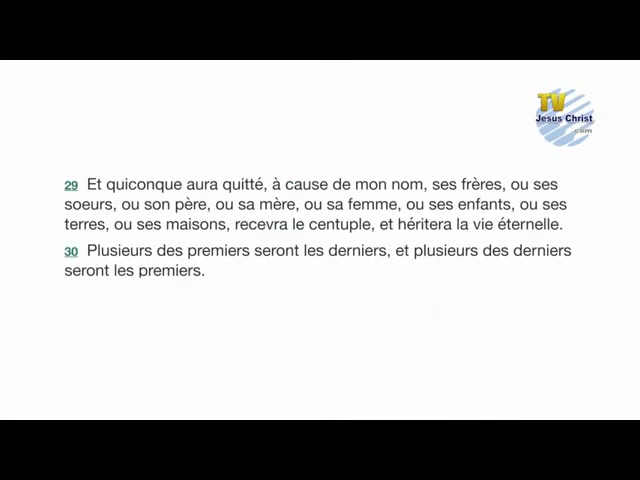 TV
Jesus Christ
.com
29 Et quiconque aura quitté, à cause de mon nom, ses frères, ou ses
soeurs, ou son père, ou sa mère, ou sa femme, ou ses enfants, ou ses
terres, ou ses maisons, recevra le centuple, et héritera la vie éternelle.
30 Plusieurs des premiers seront les derniers, et plusieurs des derniers
seront les premiers.